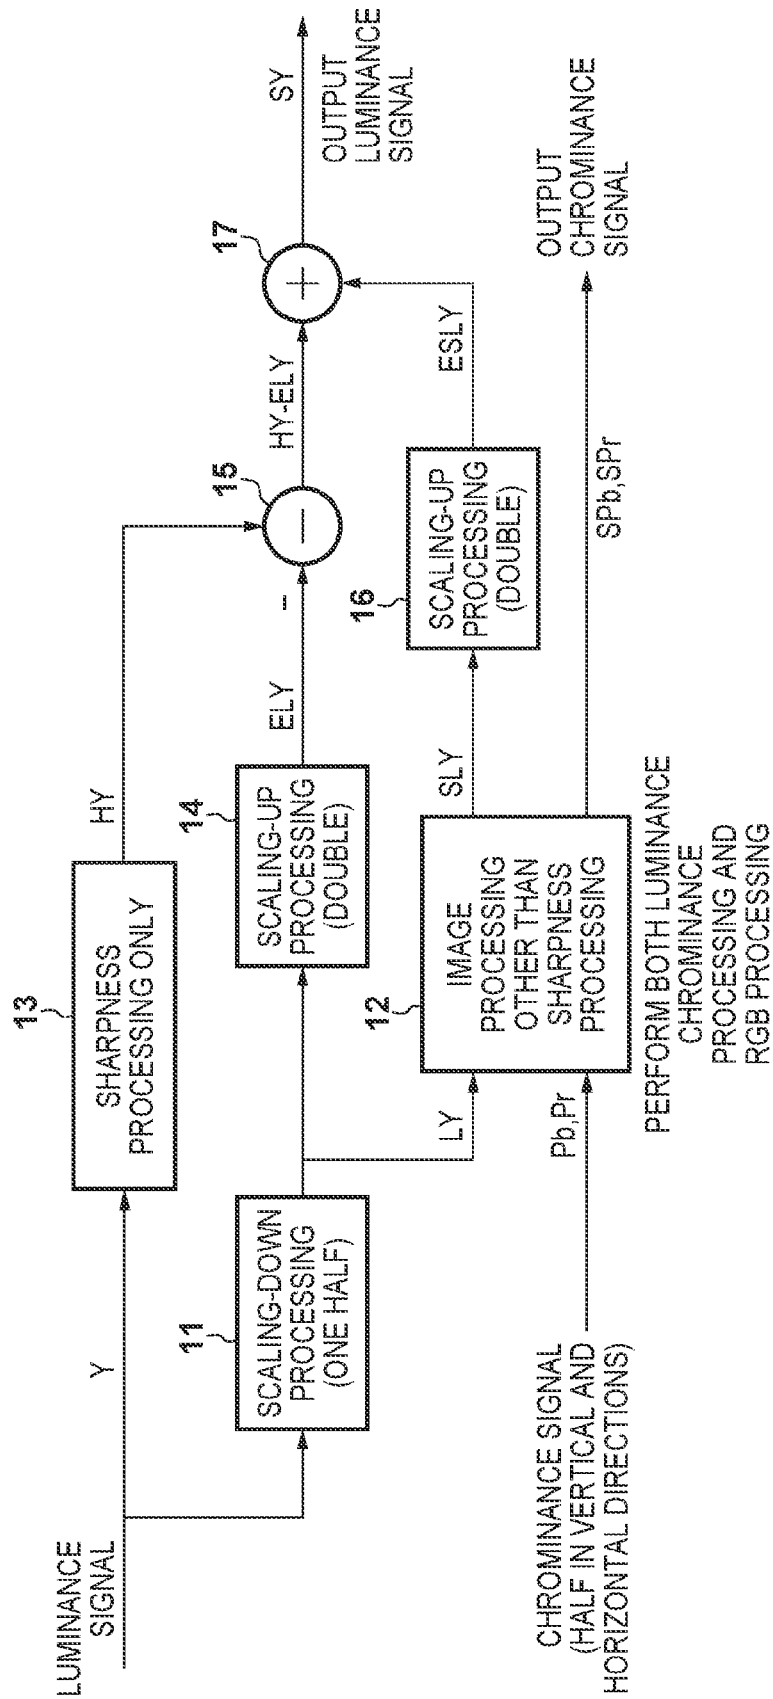 LUMINANCE
SIGNAL
Y
13
SHARPNESS
PROCESSING ONLY
HY
11
SCALING-DOWN
PROCESSING
(ONE HALF)
14
SCALING-UP
PROCESSING
(DOUBLE)
ELY
−
15
−
HY-ELY
17
+
SY
OUTPUT
LUMINANCE
SIGNAL
LY
12
IMAGE
PROCESSING
OTHER THAN
SHARPNESS
PROCESSING
SLY
16
SCALING-UP
PROCESSING
(DOUBLE)
ESLY
CHROMINANCE SIGNAL
(HALF IN VERTICAL AND
HORIZONTAL DIRECTIONS)
Pb,Pr
PERFORM BOTH LUMINANCE
CHROMINANCE
PROCESSING AND
RGB PROCESSING
SPb,SPr
OUTPUT
CHROMINANCE
SIGNAL